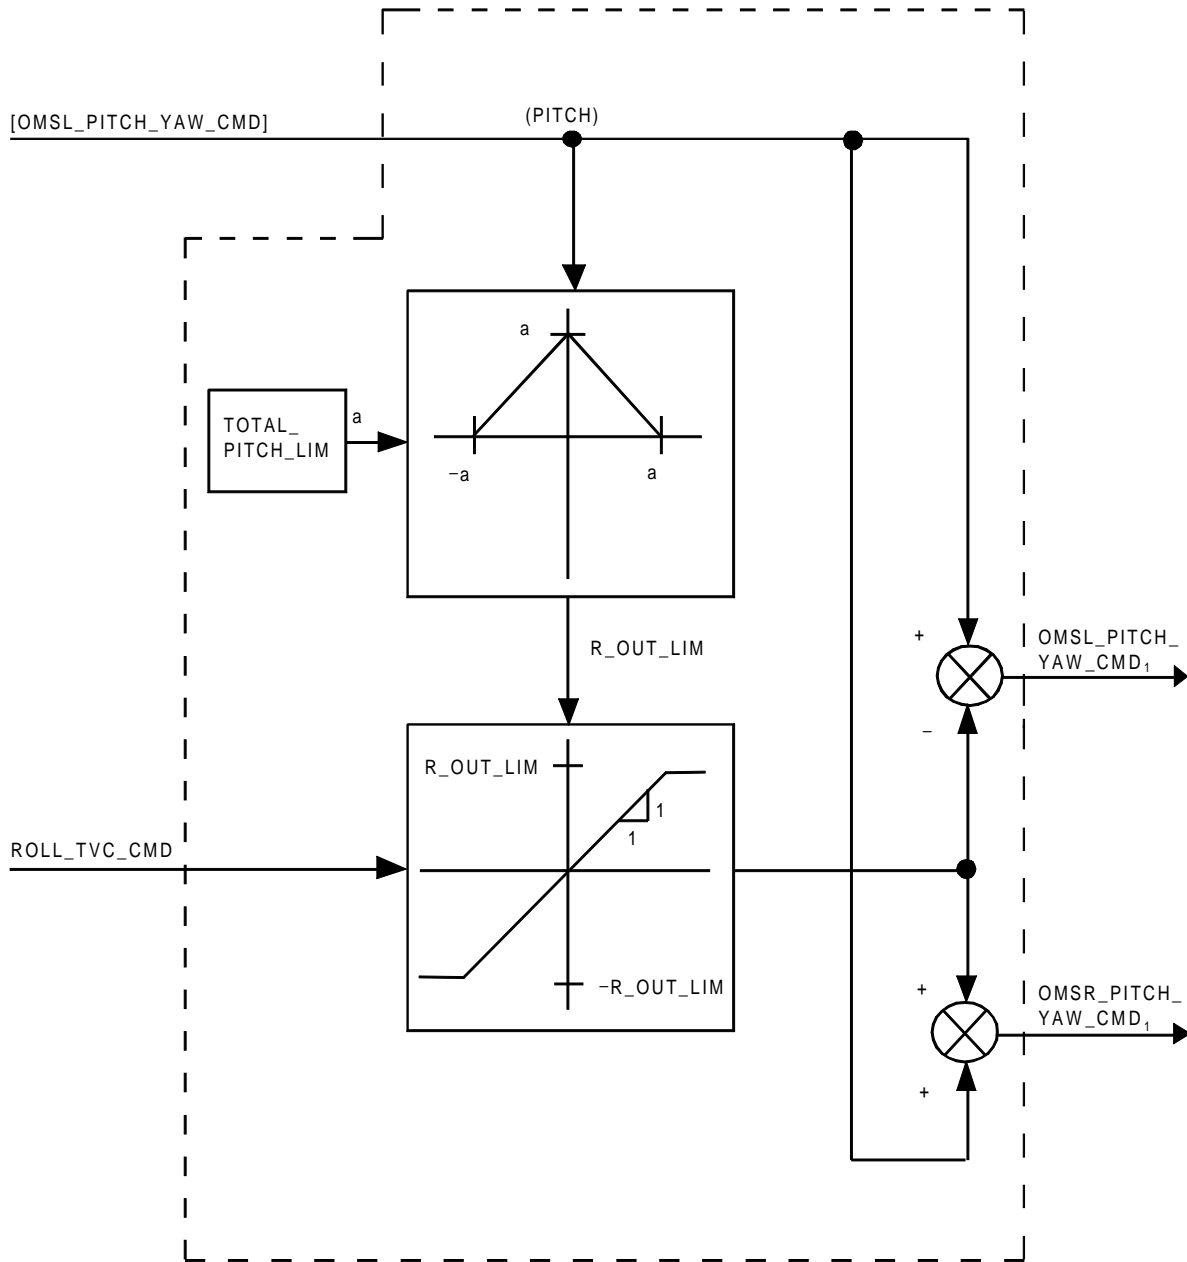 (PITCH)
[OMSL_PITCH_YAW_CMD]
a
TOTAL_
PITCH_LIM
a
−a
a
R_OUT_LIM
+
OMSL_PITCH_
YAW_CMD₁
−
R_OUT_LIM
1
1
ROLL_TVC_CMD
−R_OUT_LIM
+
OMSR_PITCH_
YAW_CMD₁
+